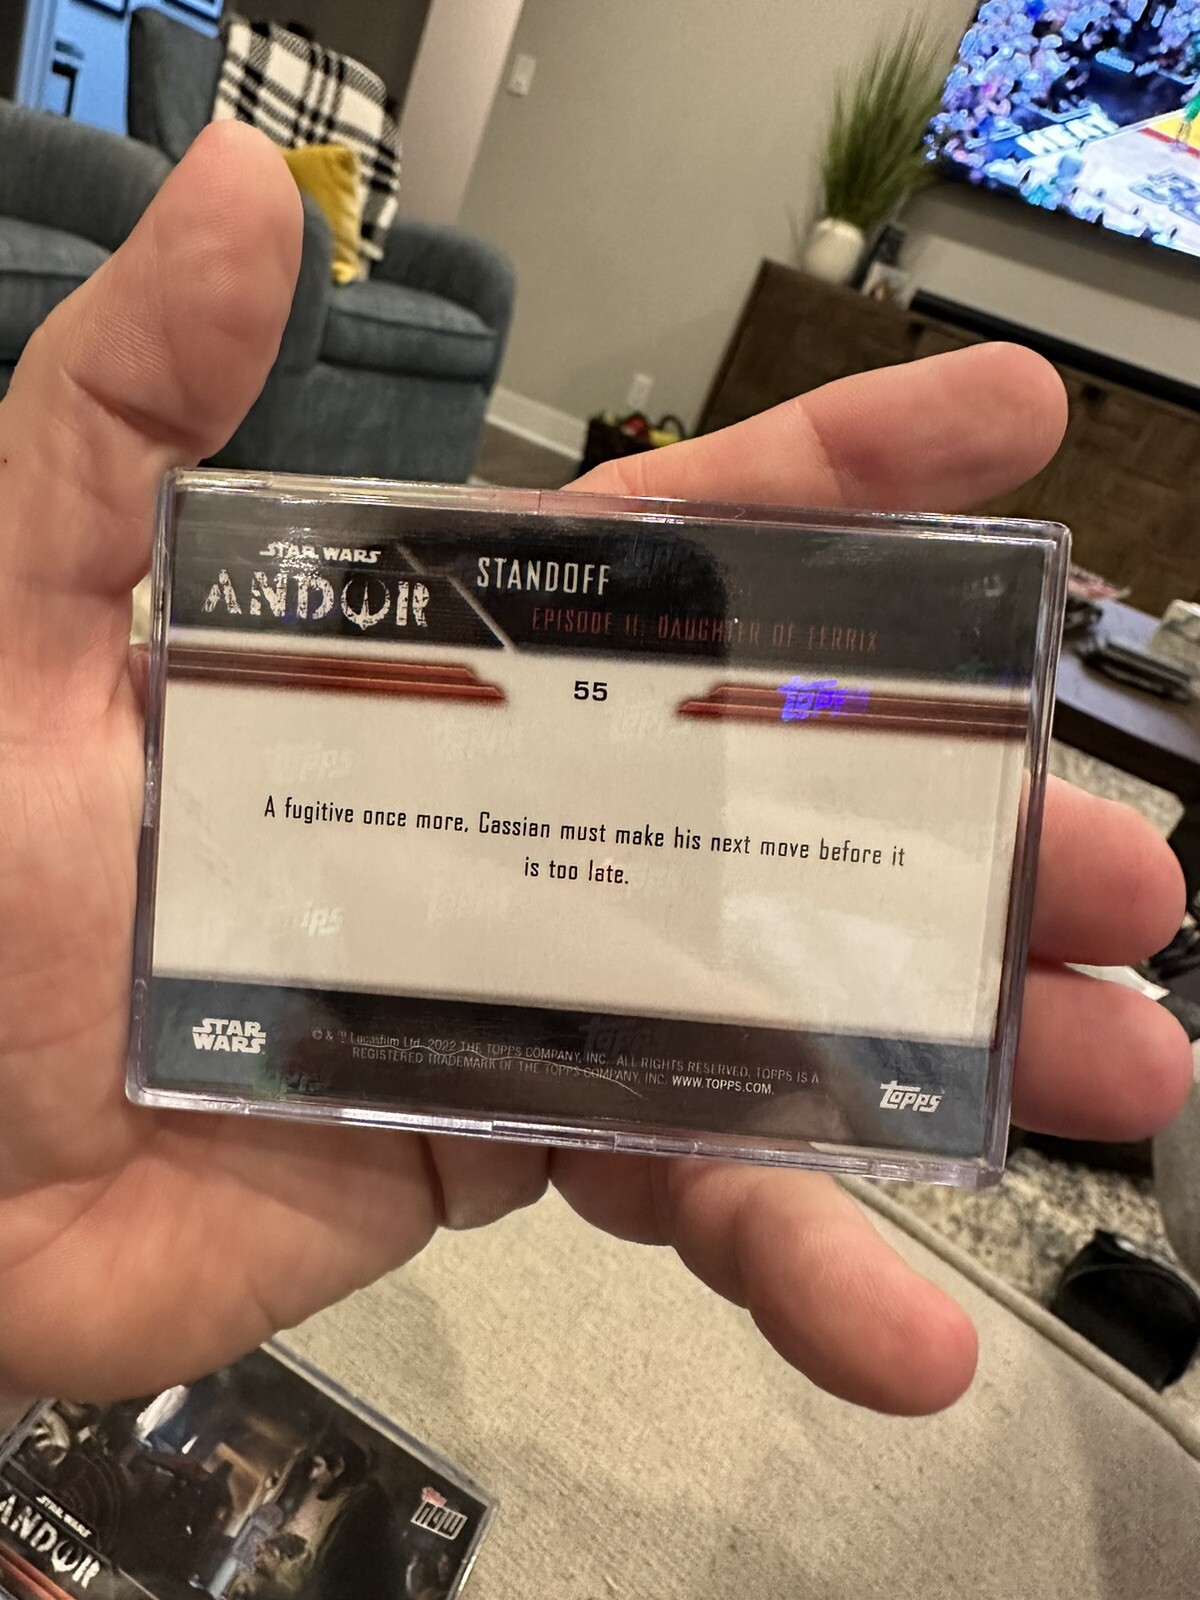 STAR WARS
ANDOR
STANDOFF
EPISODE 11: DAUGHTER OF FERRIX
55
TOPPS
A fugitive once more, Cassian must make his next move before it
is too late.
STAR
WARS
© & ™ Lucasfilm Ltd. 2022 THE TOPPS COMPANY, INC. ALL RIGHTS RESERVED. TOPPS IS A
REGISTERED TRADEMARK OF THE TOPPS COMPANY, INC. WWW.TOPPS.COM.
TOPPS
STAR WARS
ANDOR
TOPPS
NOW
HEAT